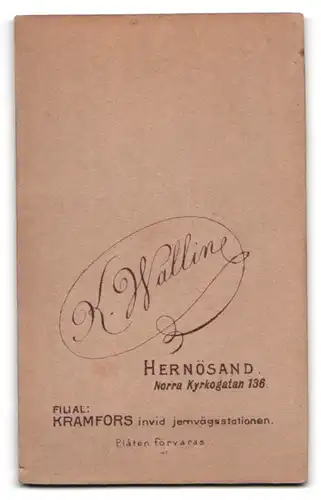 K. Walline
HERNÖSAND.
Norra Kyrkogatan 136.
FILIAL:
KRAMFORS invid jernvägsstationen.
Plåten förvaras